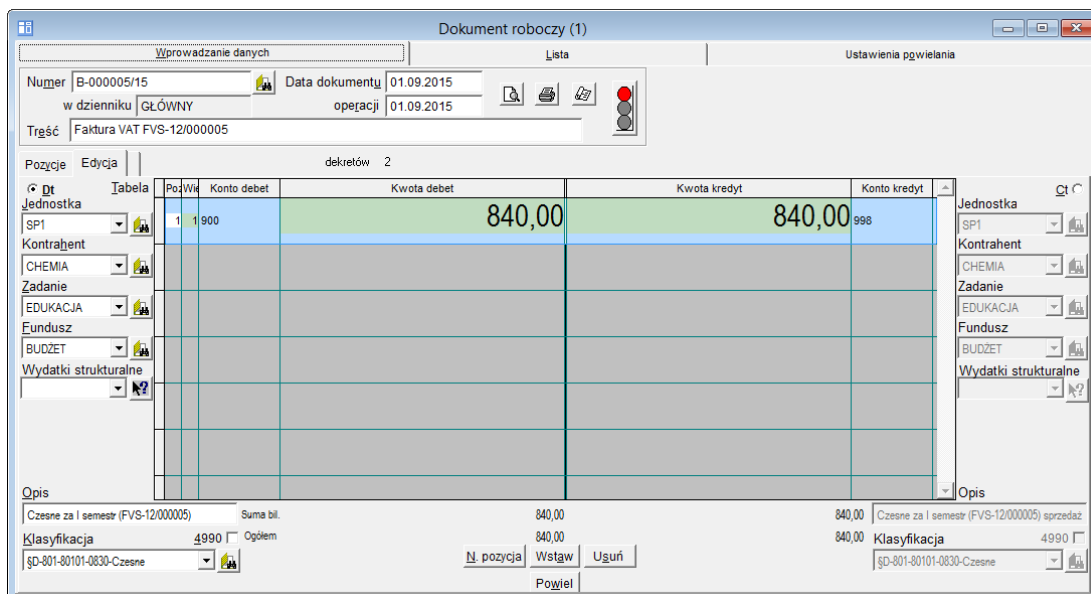 Dokument roboczy (1)
Wprowadzanie danych Lista Ustawienia powielania
Numer B-000005/15 Data dokumentu 01.09.2015
w dzienniku GŁÓWNY operacji 01.09.2015
Treść Faktura VAT FVS-12/000005
Pozycje Edycja dekretów 2
Dt Tabela Poz Wie Konto debet Kwota debet Kwota kredyt Konto kredyt Ct
Jednostka Jednostka
SP1 1 1 900 840,00 840,00 998 SP1
Kontrahent Kontrahent
CHEMIA CHEMIA
Zadanie Zadanie
EDUKACJA EDUKACJA
Fundusz Fundusz
BUDŻET BUDŻET
Wydatki strukturalne Wydatki strukturalne
Opis Opis
Czesne za I semestr (FVS-12/000005) Suma bil. 840,00 840,00 Czesne za I semestr (FVS-12/000005) sprzedaż
Klasyfikacja 4990 Ogółem 840,00 840,00 Klasyfikacja 4990
§D-801-80101-0830-Czesne N. pozycja Wstaw Usuń §D-801-80101-0830-Czesne
Powiel